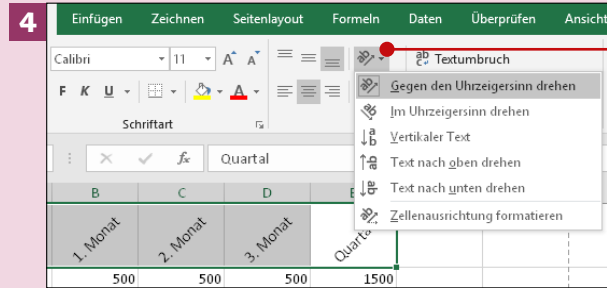 4
Einfügen Zeichnen Seitenlayout Formeln Daten Überprüfen Ansicht
Calibri 11 A A ab Textumbruch
F K U A
Schriftart
Gegen den Uhrzeigersinn drehen
Im Uhrzeigersinn drehen
Vertikaler Text
Text nach oben drehen
Text nach unten drehen
Zellenausrichtung formatieren
fx Quartal
B C D E
1. Monat 2. Monat 3. Monat Quartal
500 500 500 1500